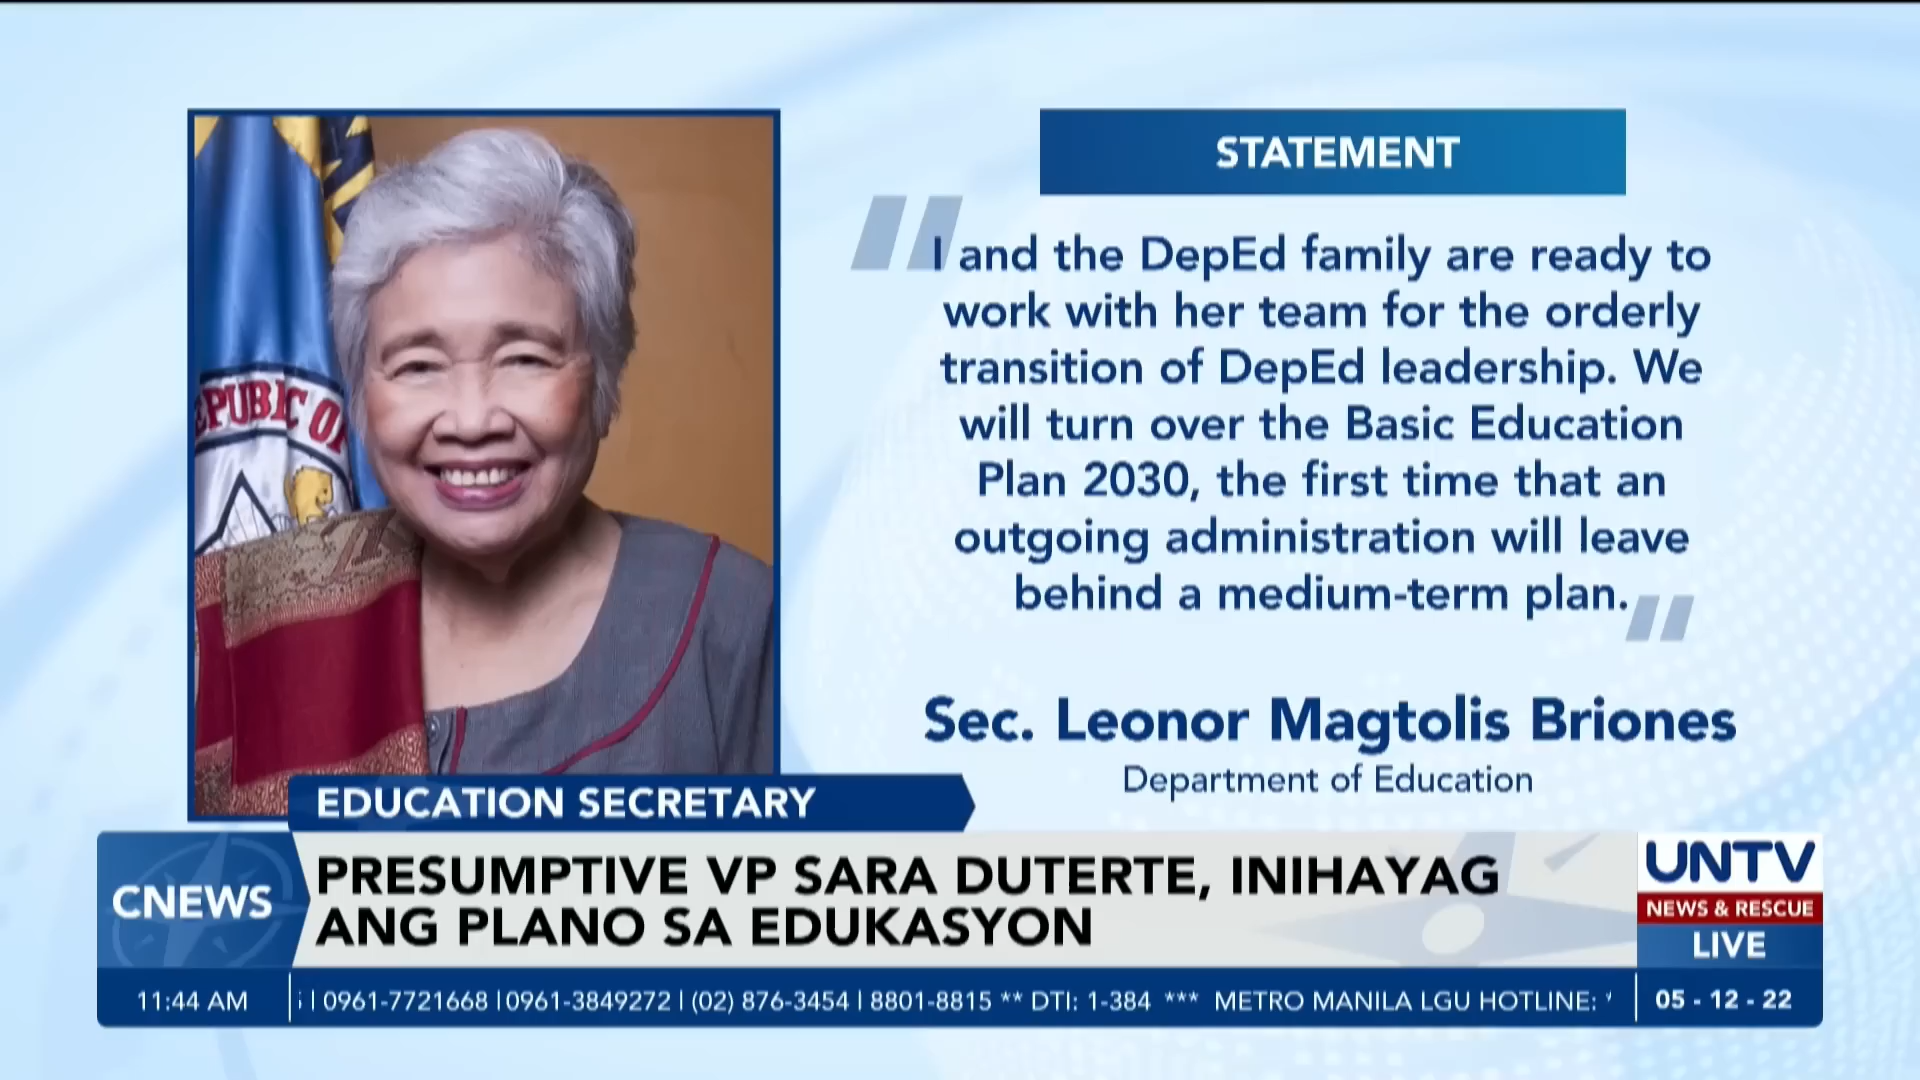 STATEMENT
I and the DepEd family are ready to
work with her team for the orderly
transition of DepEd leadership. We
will turn over the Basic Education
Plan 2030, the first time that an
outgoing administration will leave
behind a medium-term plan.
Sec. Leonor Magtolis Briones
Department of Education
EPUBLIC OF
EDUCATION SECRETARY
CNEWS
PRESUMPTIVE VP SARA DUTERTE, INIHAYAG
ANG PLANO SA EDUKASYON
UNTV
NEWS & RESCUE
LIVE
11:44 AM
| 0961-7721668 | 0961-3849272 | (02) 876-3454 | 8801-8815 ** DTI: 1-384 *** METRO MANILA LGU HOTLINE: *
05 - 12 - 22